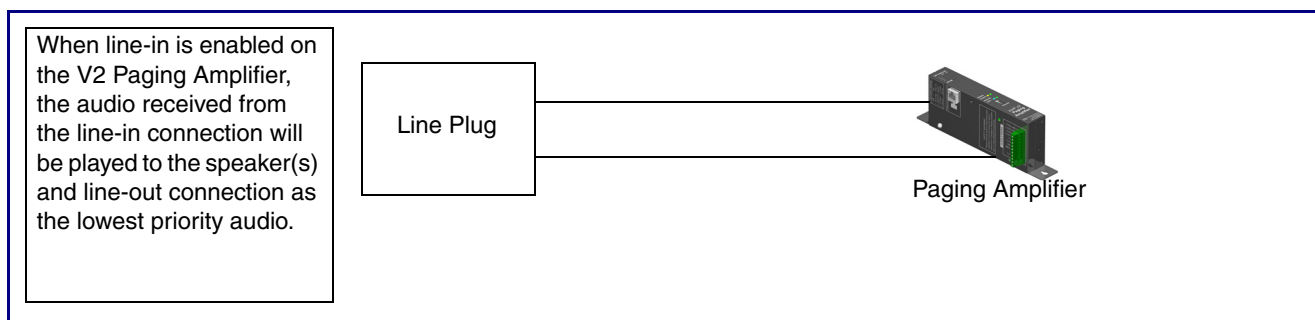 When line-in is enabled on
the V2 Paging Amplifier,
the audio received from
the line-in connection will
be played to the speaker(s)
and line-out connection as
the lowest priority audio.
Line Plug
Paging Amplifier